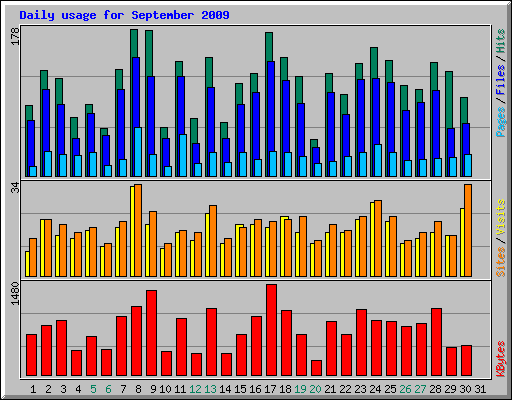 Daily usage for September 2009
178
Pages / Files / Hits
34
Sites / Visits
1480
KBytes
1 2 3 4 5 6 7 8 9 10 11 12 13 14 15 16 17 18 19 20 21 22 23 24 25 26 27 28 29 30 31